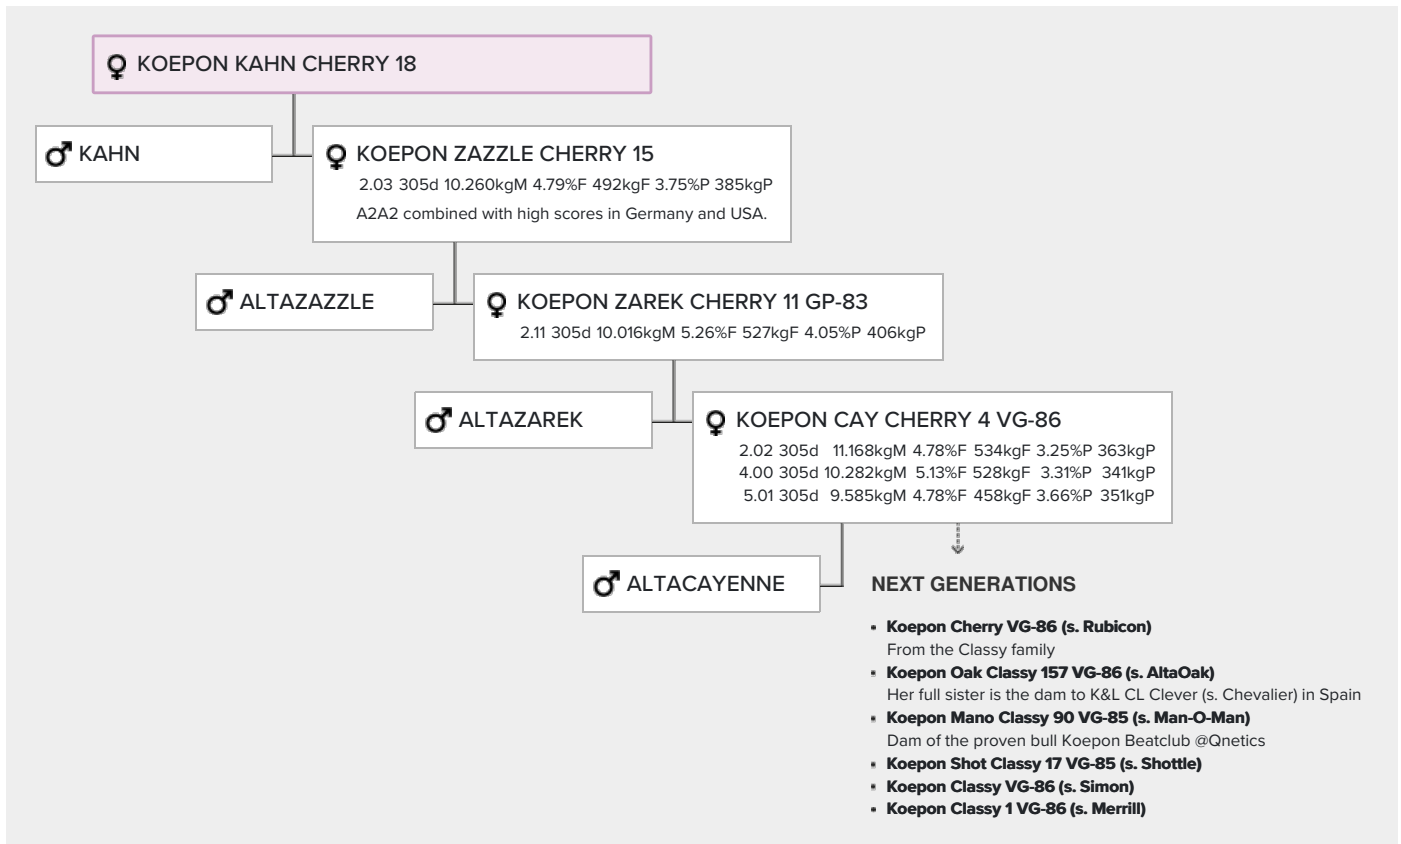 KOEPON KAHN CHERRY 18
KAHN
KOEPON ZAZZLE CHERRY 15
2.03 305d 10.260kgM 4.79%F 492kgF 3.75%P 385kgP
A2A2 combined with high scores in Germany and USA.
ALTAZAZZLE
KOEPON ZAREK CHERRY 11 GP-83
2.11 305d 10.016kgM 5.26%F 527kgF 4.05%P 406kgP
ALTAZAREK
KOEPON CAY CHERRY 4 VG-86
2.02 305d 11.168kgM 4.78%F 534kgF 3.25%P 363kgP
4.00 305d 10.282kgM 5.13%F 528kgF 3.31%P 341kgP
5.01 305d 9.585kgM 4.78%F 458kgF 3.66%P 351kgP
ALTACAYENNE
NEXT GENERATIONS
Koepon Cherry VG-86 (s. Rubicon)
From the Classy family
Koepon Oak Classy 157 VG-86 (s. AltaOak)
Her full sister is the dam to K&L CL Clever (s. Chevalier) in Spain
Koepon Mano Classy 90 VG-85 (s. Man-O-Man)
Dam of the proven bull Koepon Beatclub @Qnetics
Koepon Shot Classy 17 VG-85 (s. Shottle)
Koepon Classy VG-86 (s. Simon)
Koepon Classy 1 VG-86 (s. Merrill)